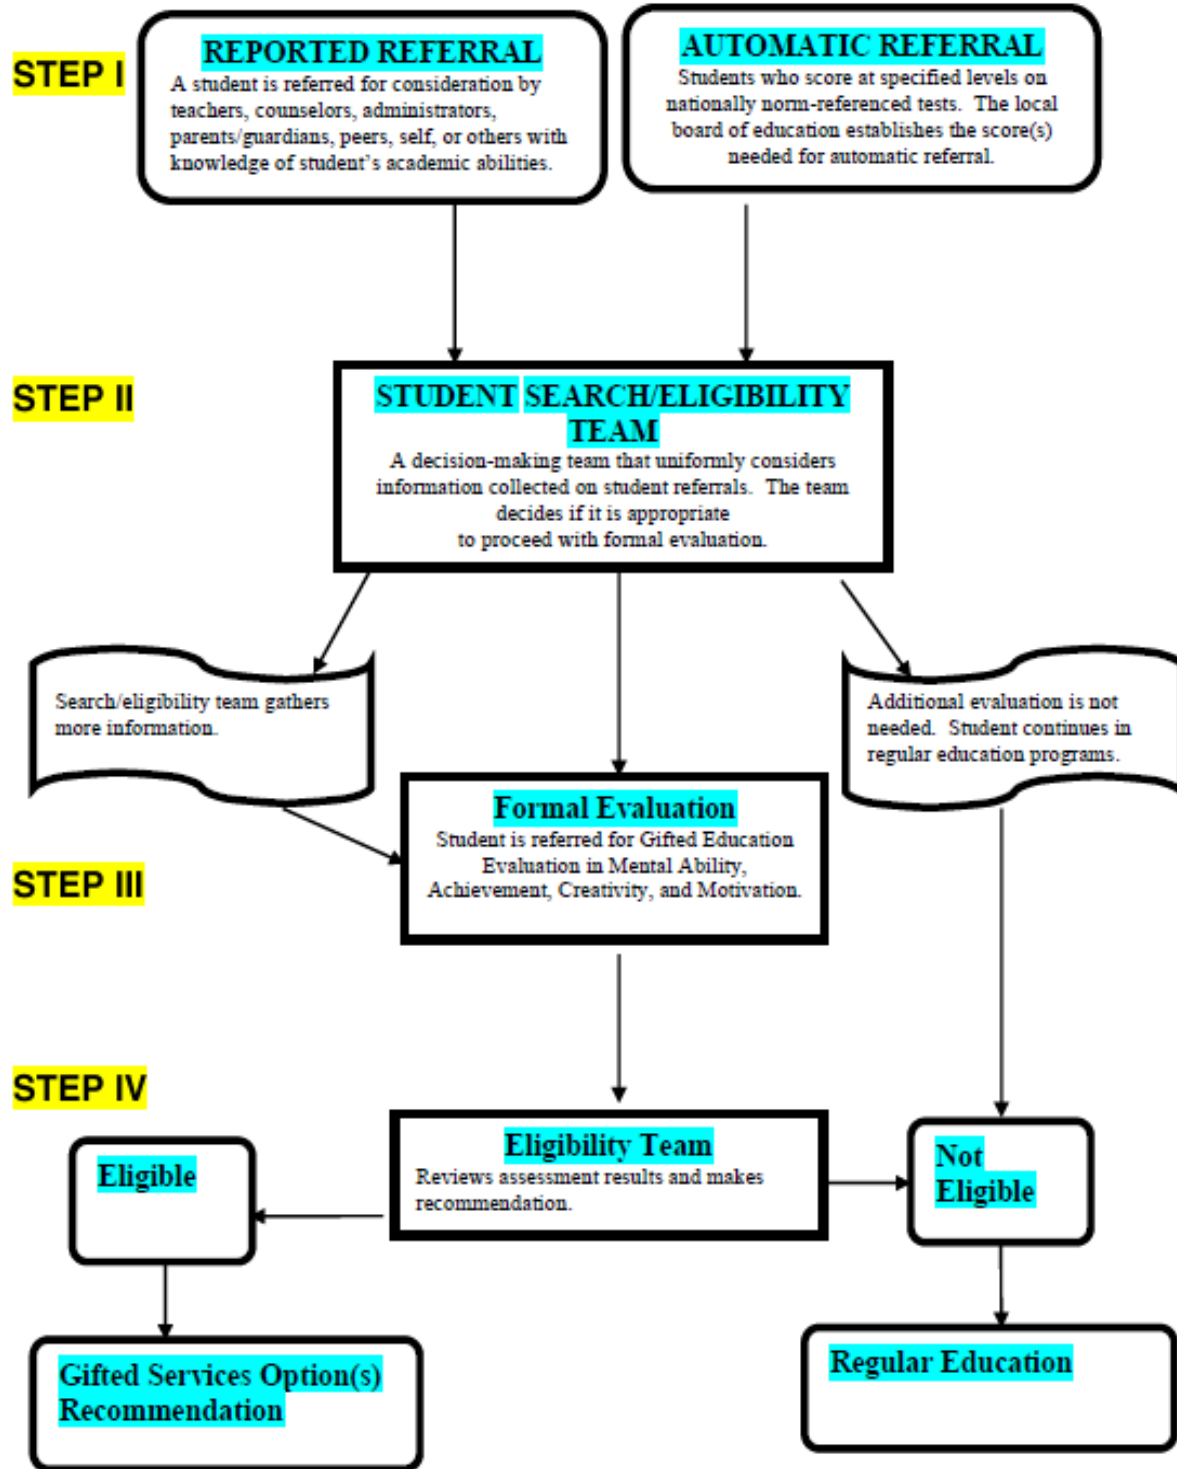 STEP I
REPORTED REFERRAL
A student is referred for consideration by
teachers, counselors, administrators,
parents/guardians, peers, self, or others with
knowledge of student's academic abilities.
AUTOMATIC REFERRAL
Students who score at specified levels on
nationally norm-referenced tests.  The local
board of education establishes the score(s)
needed for automatic referral.
STEP II
STUDENT SEARCH/ELIGIBILITY
TEAM
A decision-making team that uniformly considers
information collected on student referrals.  The team
decides if it is appropriate
to proceed with formal evaluation.
Search/eligibility team gathers
more information.
Additional evaluation is not
needed.  Student continues in
regular education programs.
STEP III
Formal Evaluation
Student is referred for Gifted Education
Evaluation in Mental Ability,
Achievement, Creativity, and Motivation.
STEP IV
Eligible
Eligibility Team
Reviews assessment results and makes
recommendation.
Not
Eligible
Gifted Services Option(s)
Recommendation
Regular Education